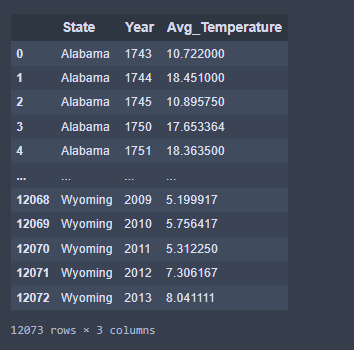 State Year Avg_Temperature
0 Alabama 1743 10.722000
1 Alabama 1744 18.451000
2 Alabama 1745 10.895750
3 Alabama 1750 17.653364
4 Alabama 1751 18.363500
... ... ... ...
12068 Wyoming 2009 5.199917
12069 Wyoming 2010 5.756417
12070 Wyoming 2011 5.312250
12071 Wyoming 2012 7.306167
12072 Wyoming 2013 8.041111
12073 rows × 3 columns